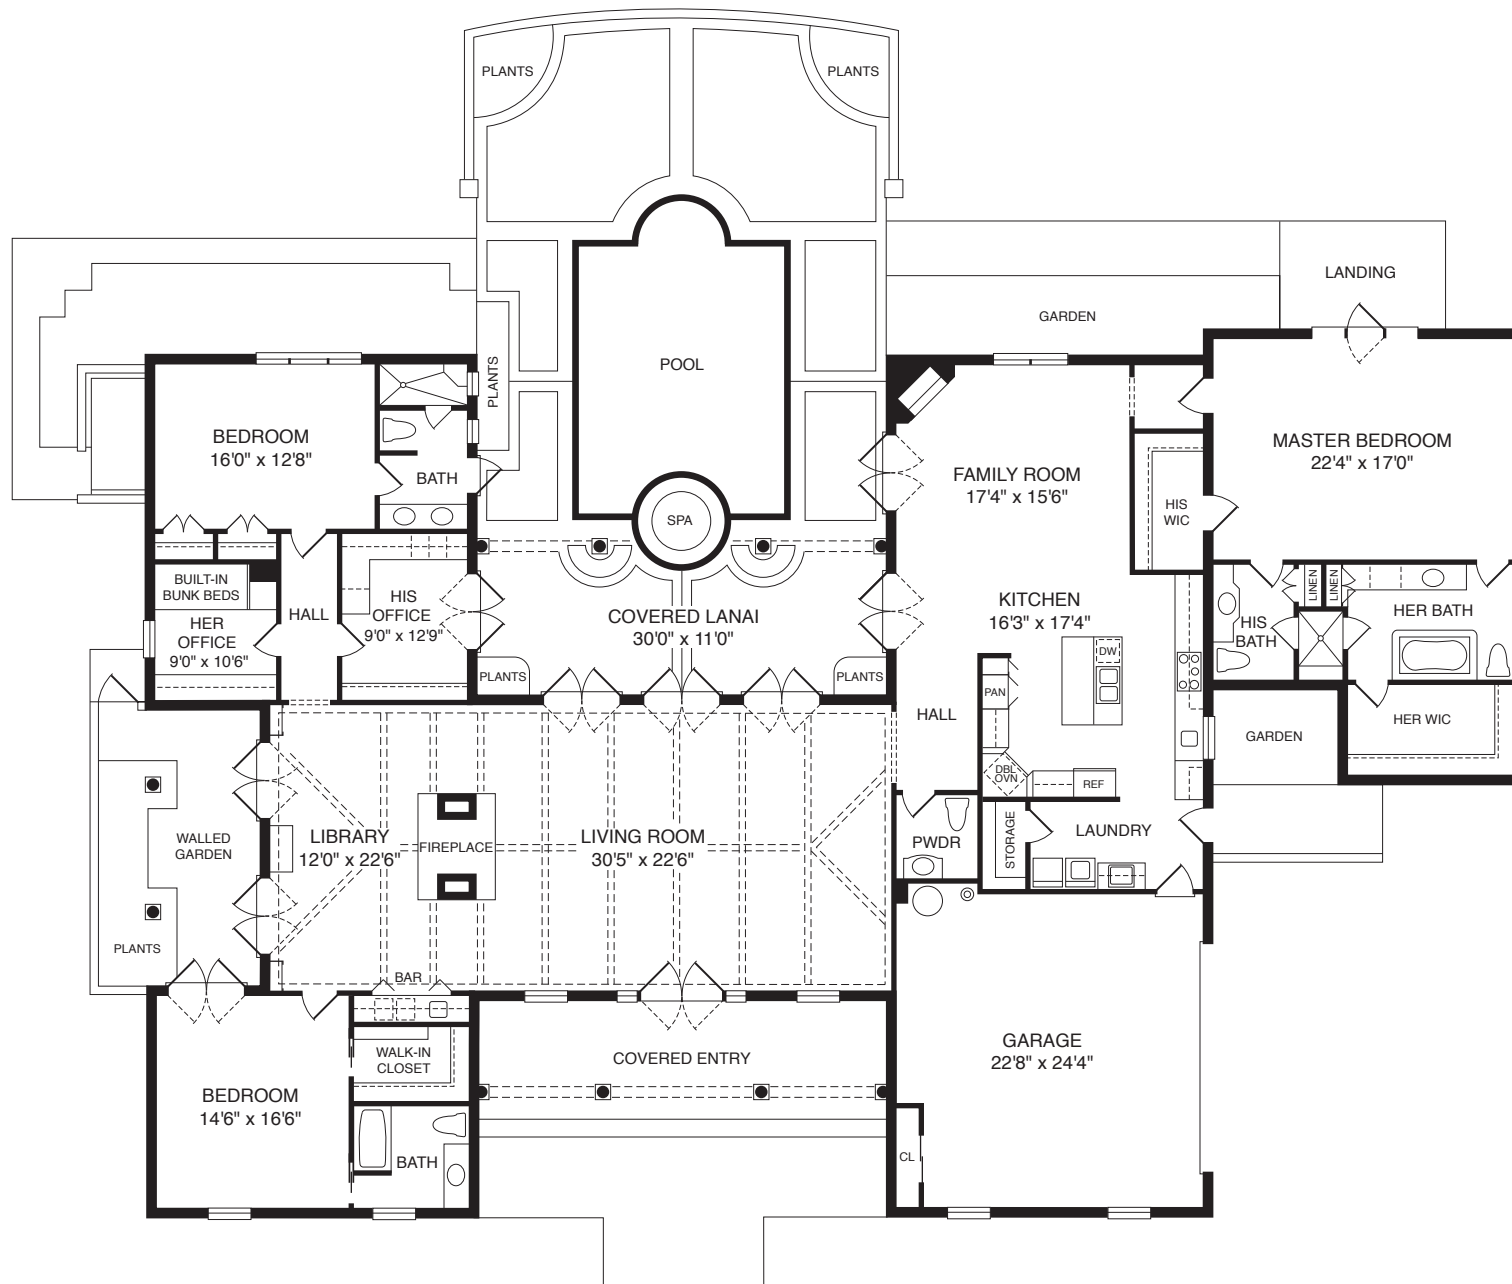 PLANTS
PLANTS
LANDING
GARDEN
POOL
PLANTS
BEDROOM
16'0" x 12'8"
BATH
MASTER BEDROOM
22'4" x 17'0"
FAMILY ROOM
17'4" x 15'6"
HIS
WIC
SPA
BUILT-IN
BUNK BEDS
HER
OFFICE
9'0" x 10'6"
HALL
HIS
OFFICE
9'0" x 12'9"
COVERED LANAI
30'0" x 11'0"
PLANTS
PLANTS
KITCHEN
16'3" x 17'4"
DW
LINEN
LINEN
HIS
BATH
HER BATH
PAN
HALL
HER WIC
GARDEN
DBL
OVN
REF
WALLED
GARDEN
LIBRARY
12'0" x 22'6"
FIREPLACE
LIVING ROOM
30'5" x 22'6"
PWDR
STORAGE
LAUNDRY
PLANTS
BAR
WALK-IN
CLOSET
COVERED ENTRY
GARAGE
22'8" x 24'4"
BEDROOM
14'6" x 16'6"
BATH
CL